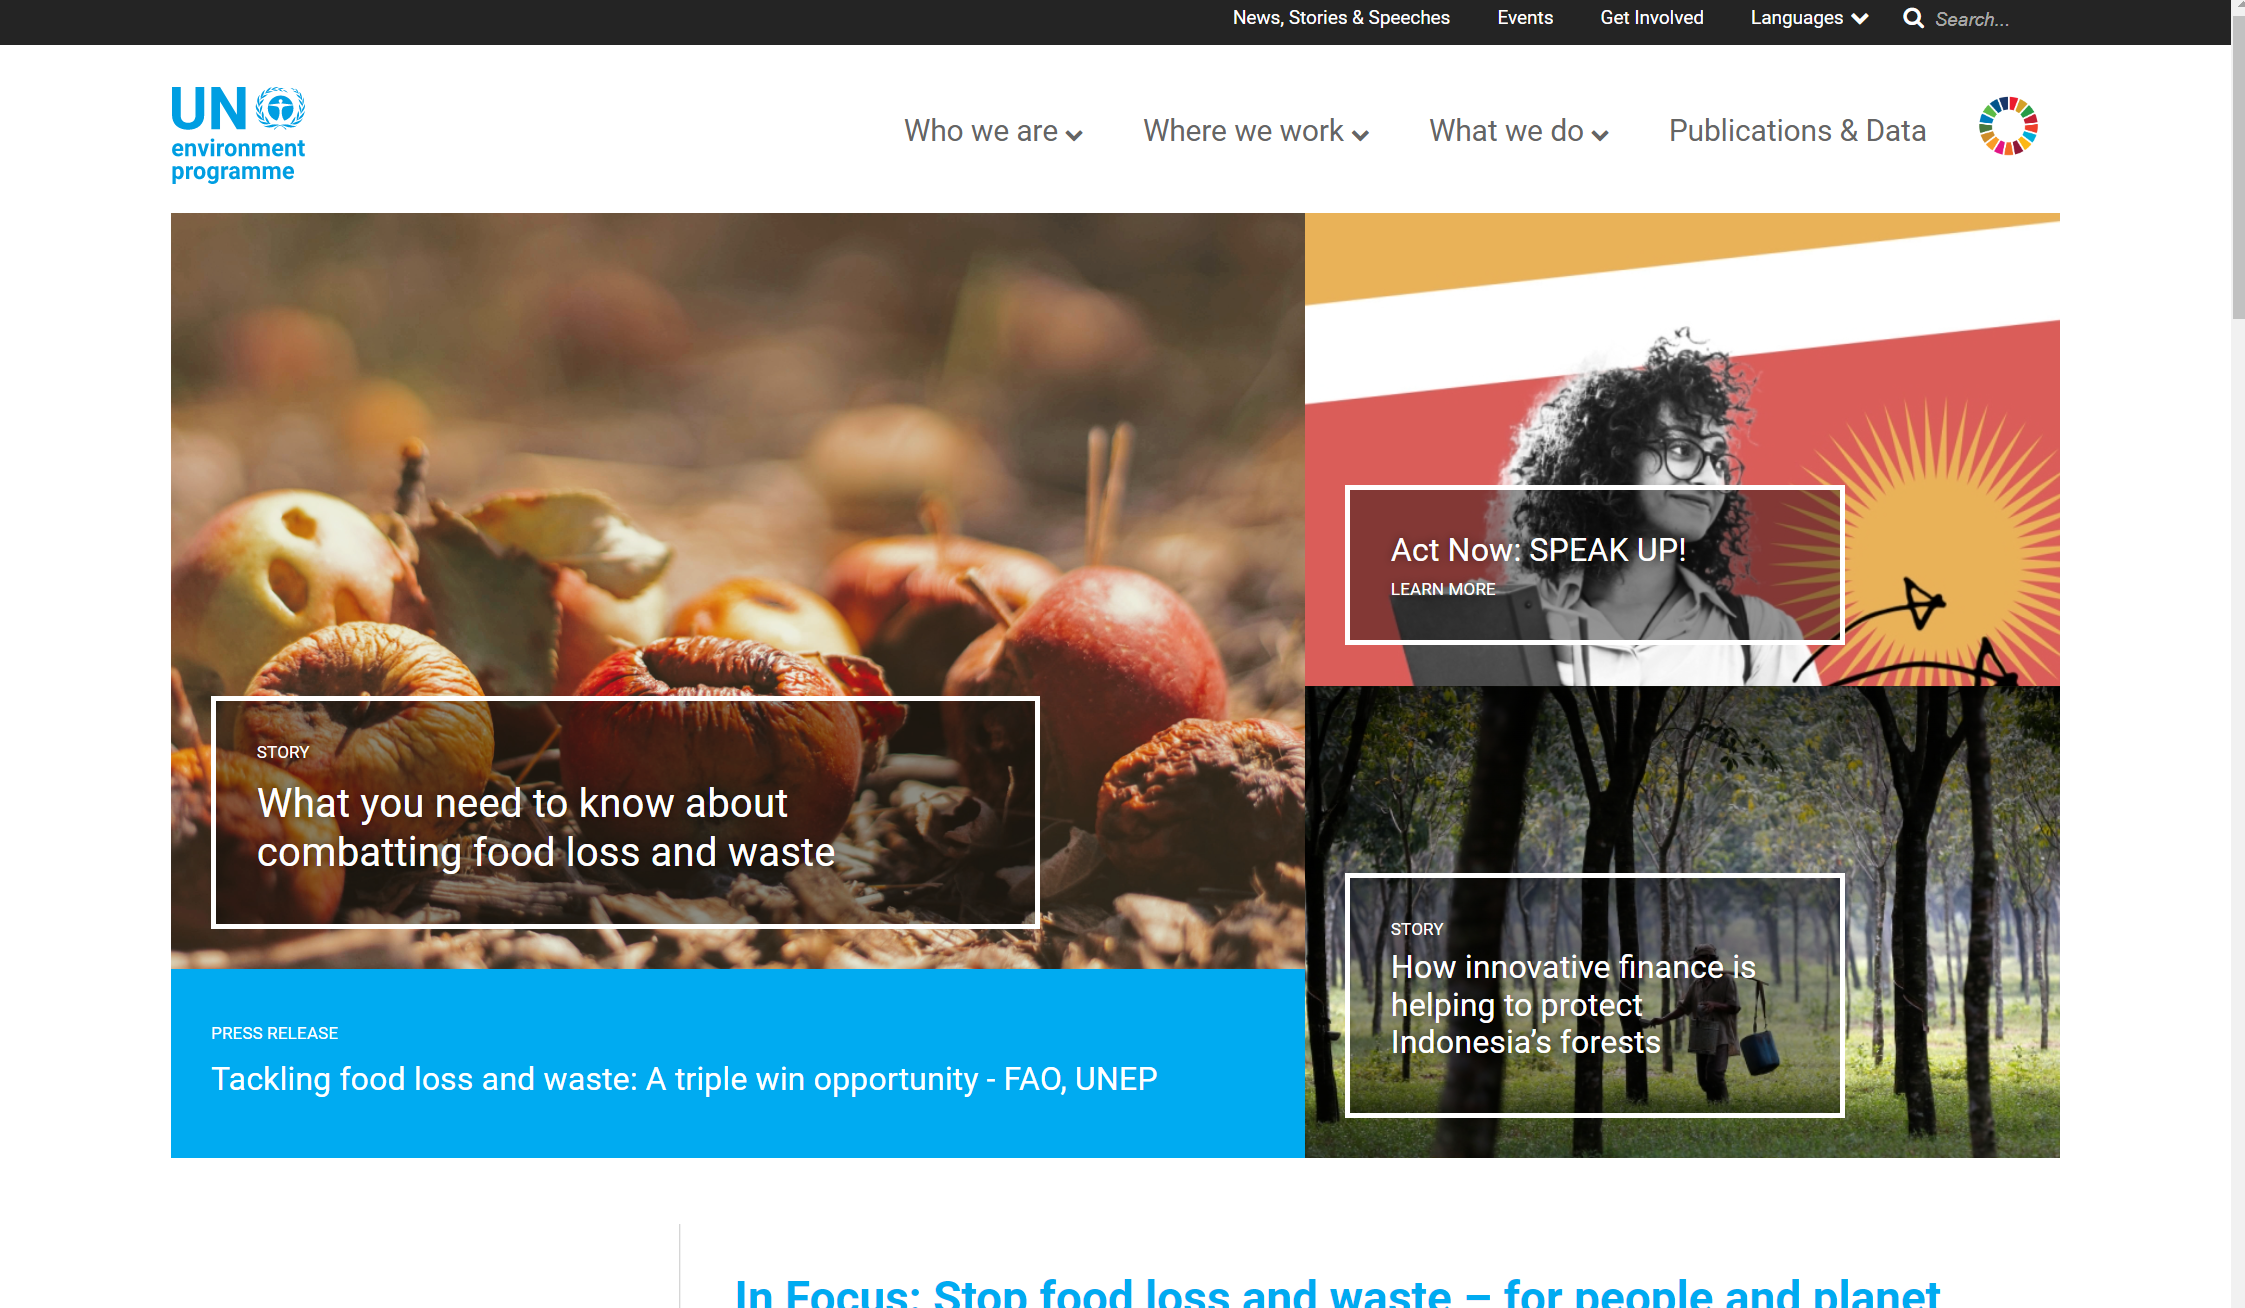 News, Stories & Speeches
Events
Get Involved
Languages
Search...
UN
environment
programme
Who we are
Where we work
What we do
Publications & Data
STORY
What you need to know about
combatting food loss and waste
PRESS RELEASE
Tackling food loss and waste: A triple win opportunity - FAO, UNEP
Act Now: SPEAK UP!
LEARN MORE
STORY
How innovative finance is
helping to protect
Indonesia’s forests
In Focus: Stop food loss and waste – for people and planet